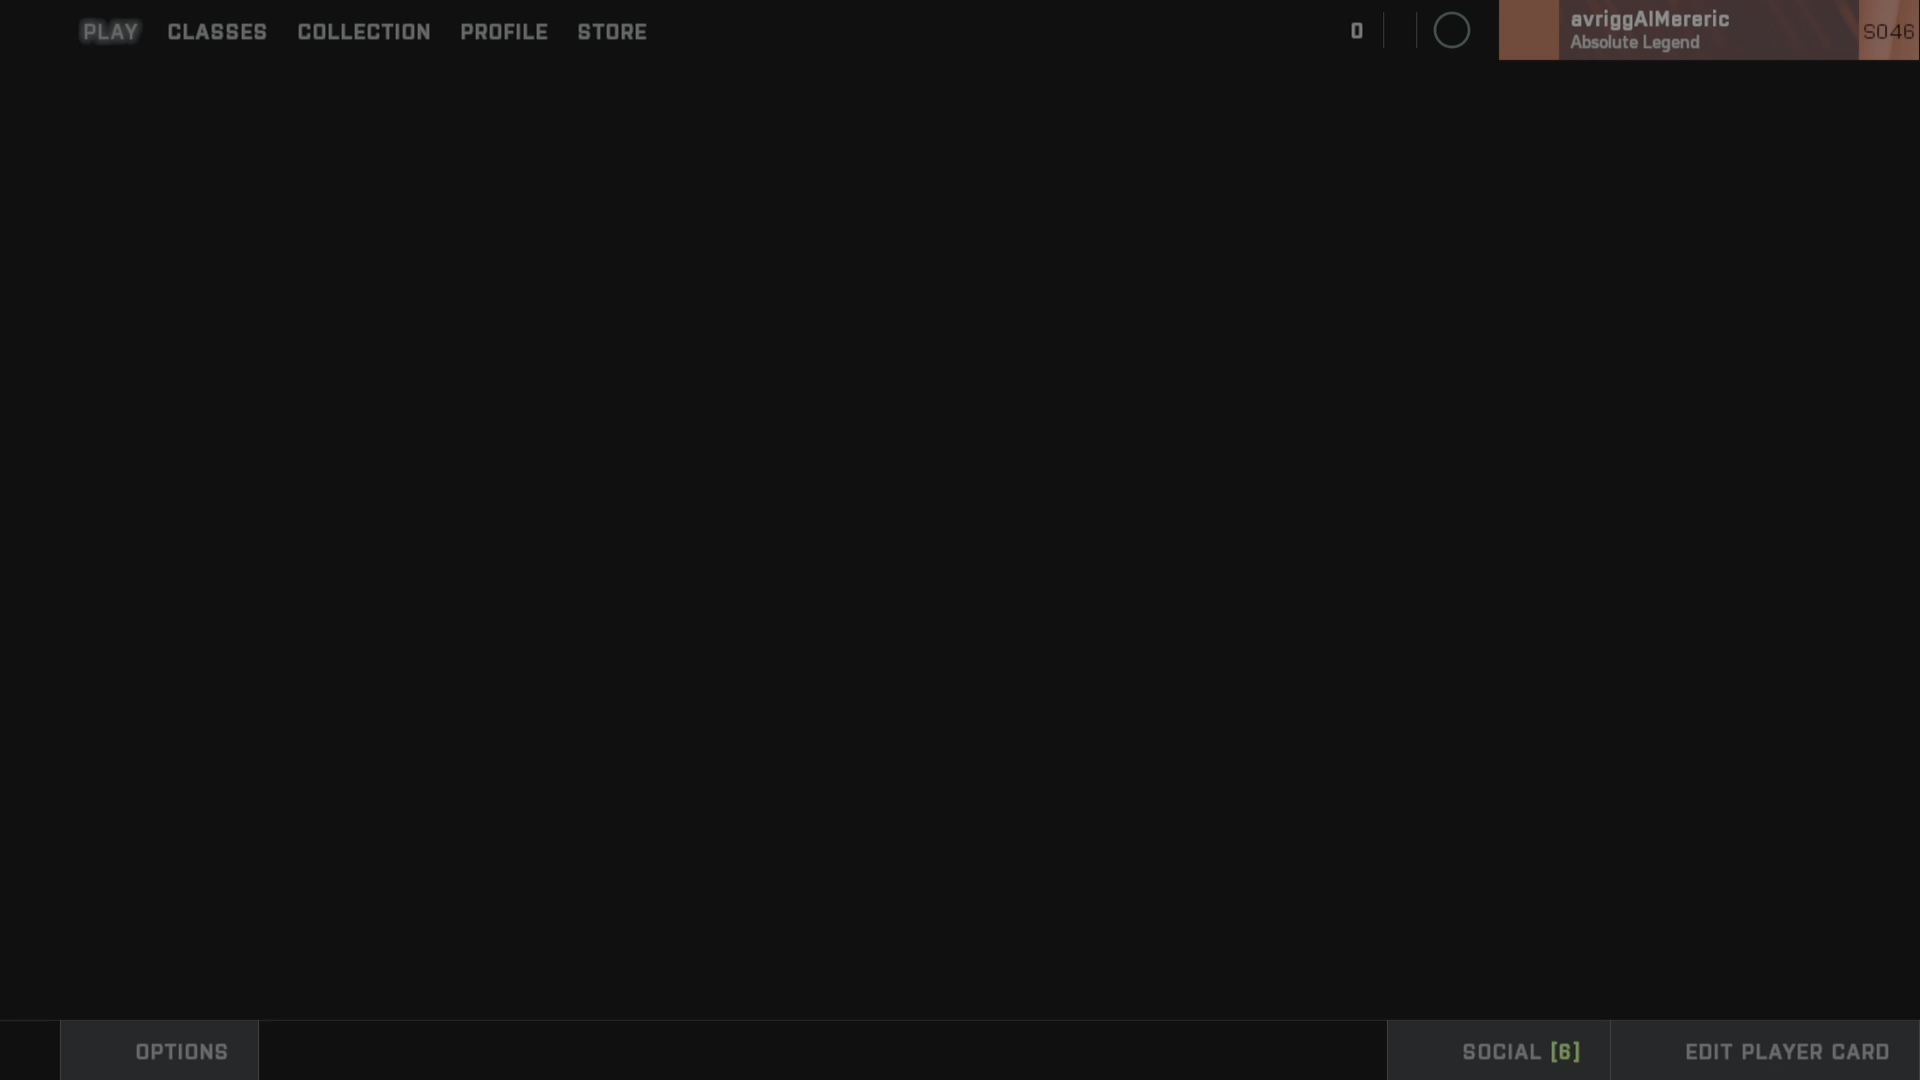 PLAY CLASSES COLLECTION PROFILE STORE
0
avriggAIMereric
Absolute Legend
S046
OPTIONS
SOCIAL [6]
EDIT PLAYER CARD